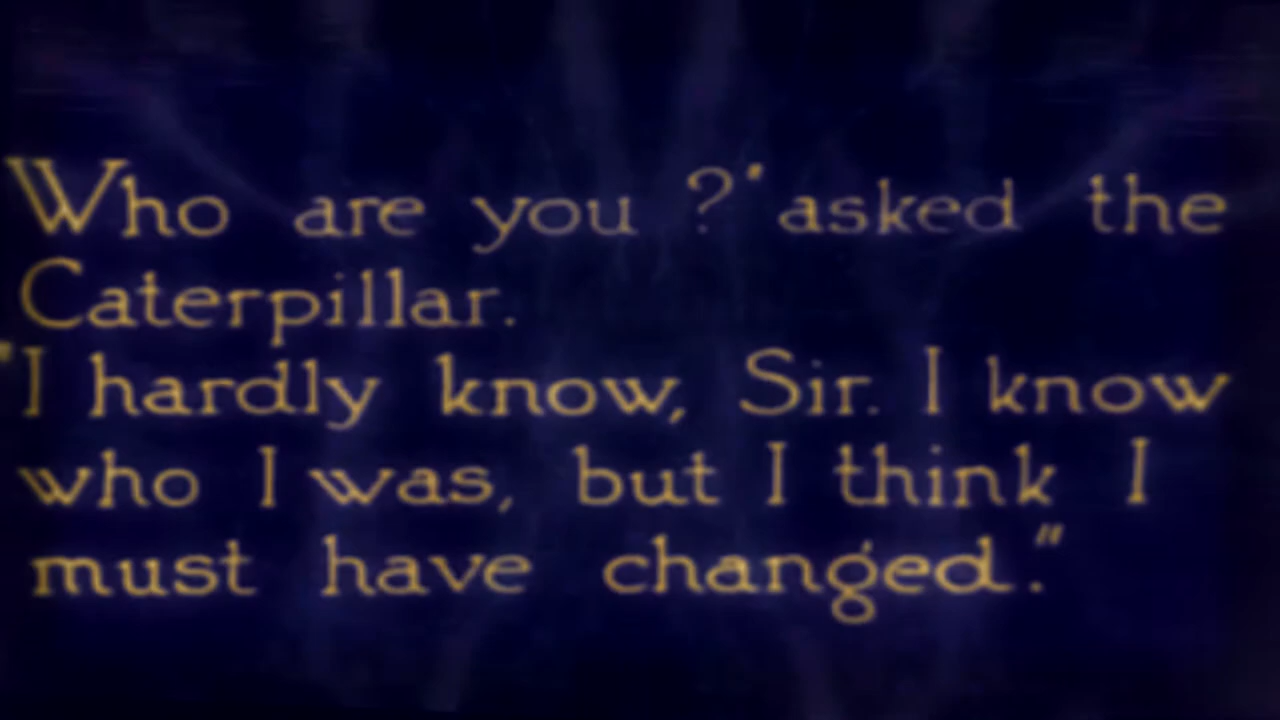 Who are you ?" asked the
Caterpillar.
"I hardly know, Sir. I know
who I was, but I think I
must have changed."